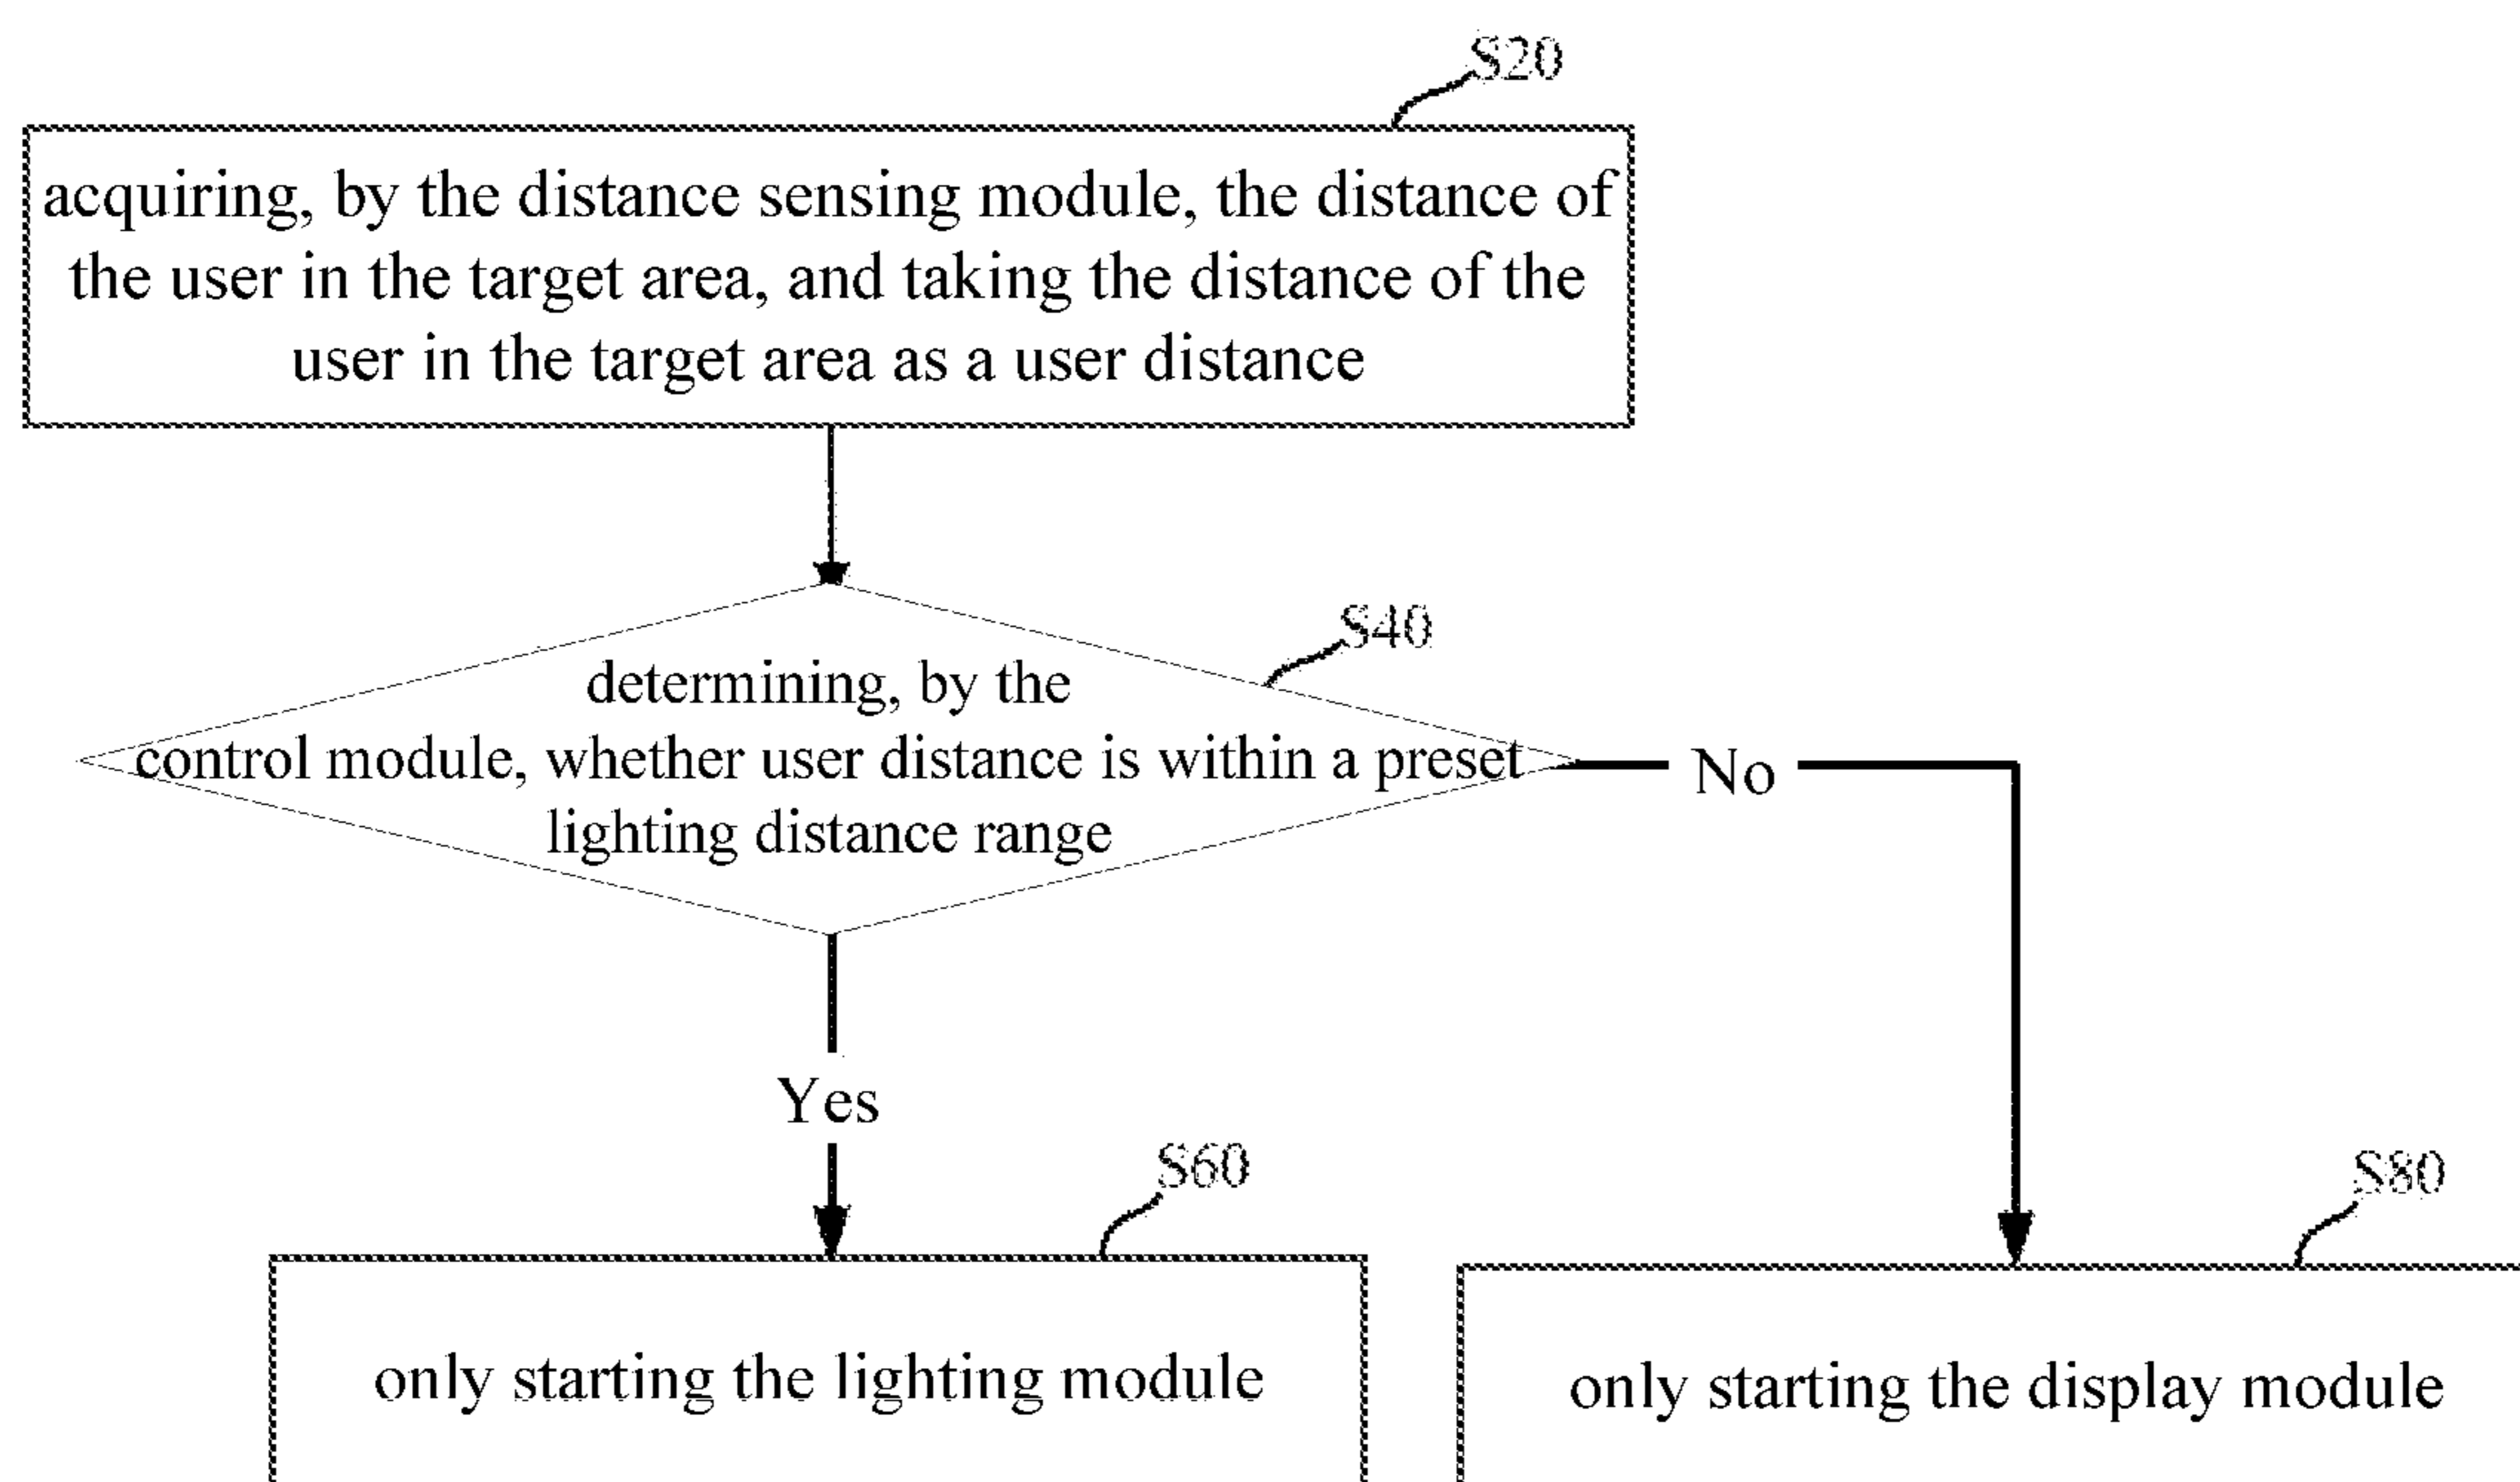 S20
acquiring, by the distance sensing module, the distance of
the user in the target area, and taking the distance of the
user in the target area as a user distance
S40
determining, by the
control module, whether user distance is within a preset
lighting distance range
No
Yes
S60
S80
only starting the lighting module
only starting the display module